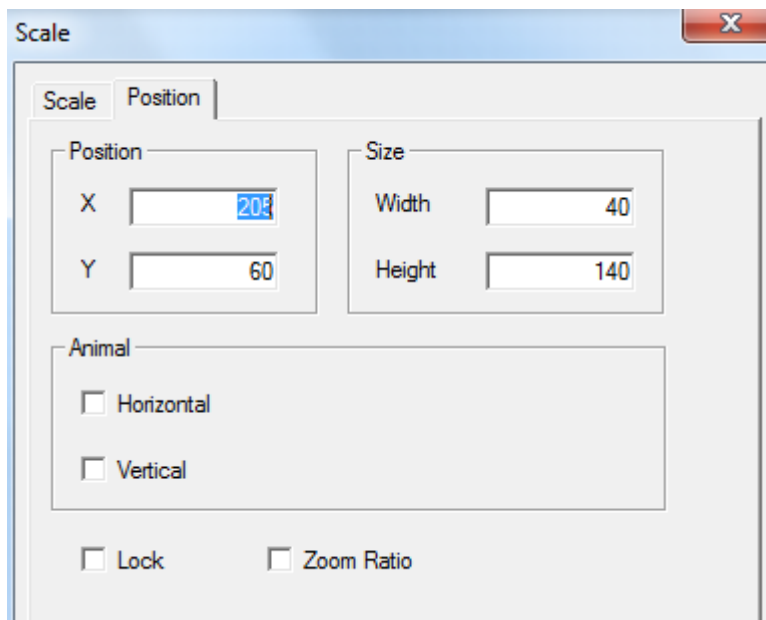 Scale
Scale Position
Position Size
X 205 Width 40
Y 60 Height 140
Animal
Horizontal
Vertical
Lock Zoom Ratio